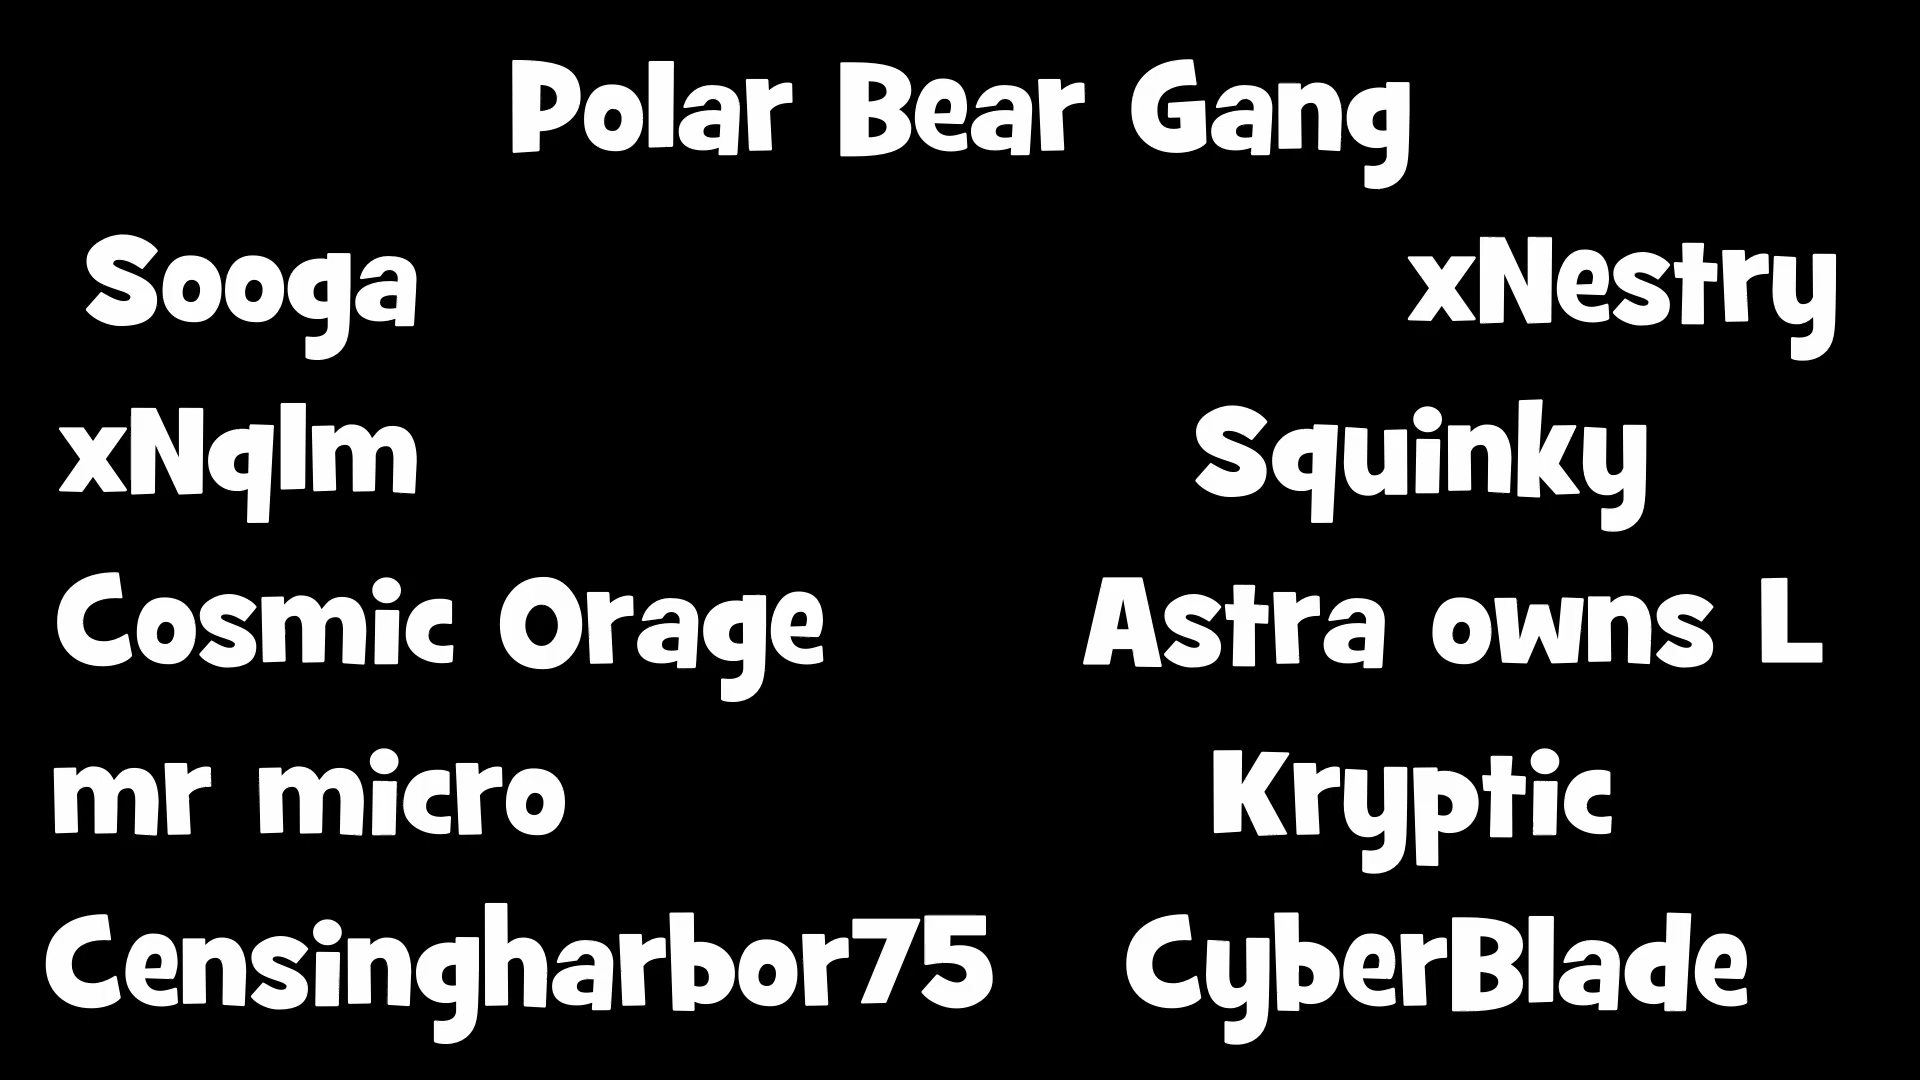 Polar Bear Gang
Sooga
xNestry
xNqlm
Squinky
Cosmic Orage
Astra owns L
mr micro
Kryptic
Censingharbor75
CyberBlade